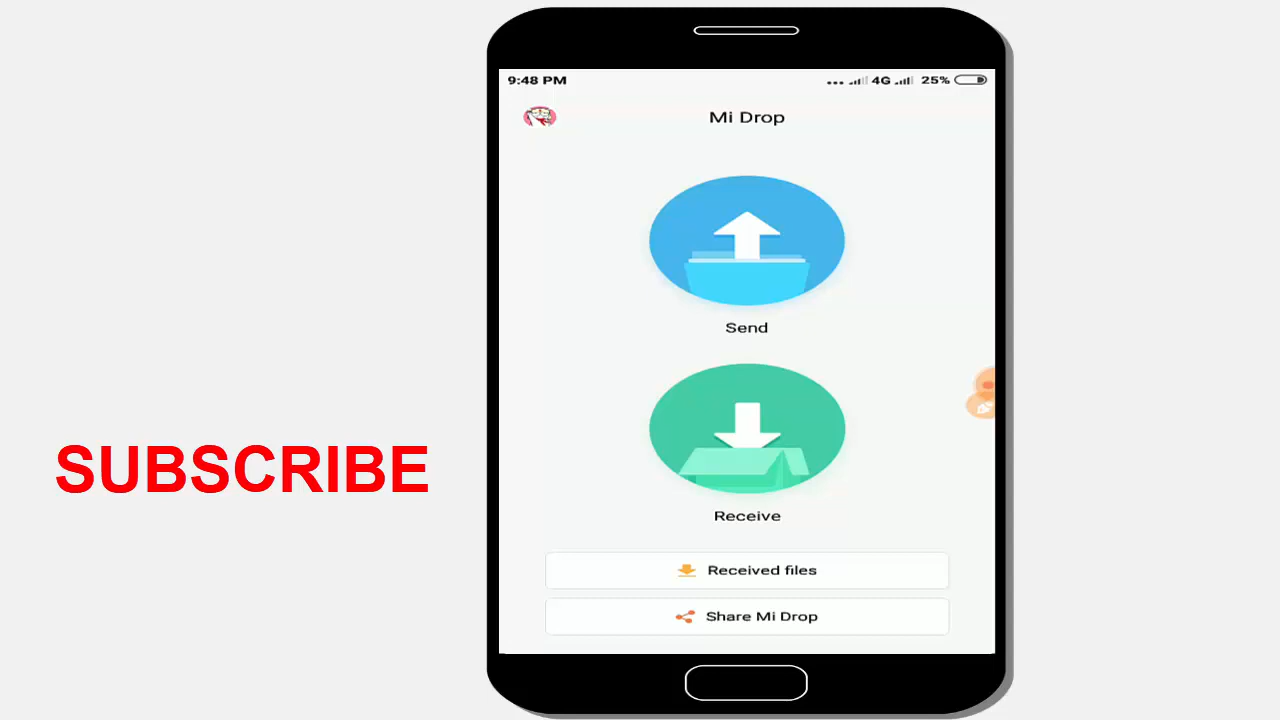 9:48 PM
4G 25%
Mi Drop
Send
SUBSCRIBE
Receive
Received files
Share Mi Drop